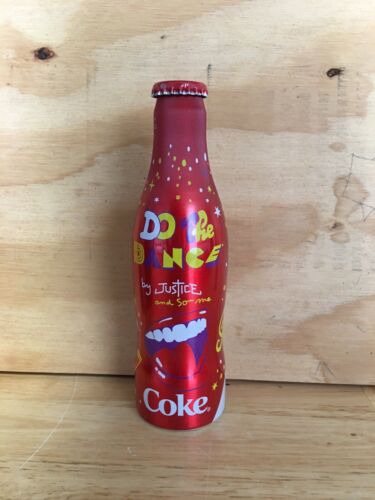 DO The
DANCE
by JUSTICE
and So me
Coke®